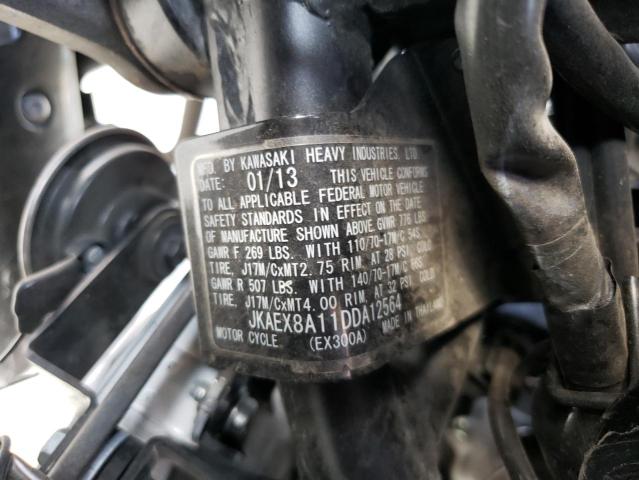 MFD. BY KAWASAKI HEAVY INDUSTRIES, LTD.
DATE: 01/13 THIS VEHICLE CONFORMS
TO ALL APPLICABLE FEDERAL MOTOR VEHICLE
SAFETY STANDARDS IN EFFECT ON THE DATE
OF MANUFACTURE SHOWN ABOVE GVWR 776 LBS.
GAWR F 269 LBS. WITH 110/70-17M/C 54S
TIRE, J17M/CxMT2.75 RIM, AT 28 PSI COLD
GAWR R 507 LBS. WITH 140/70-17M/C 66S
TIRE, J17M/CxMT4.00 RIM, AT 32 PSI COLD
JKAEX8A11DDA12564
MOTOR CYCLE. (EX300A) MADE IN THAILAND